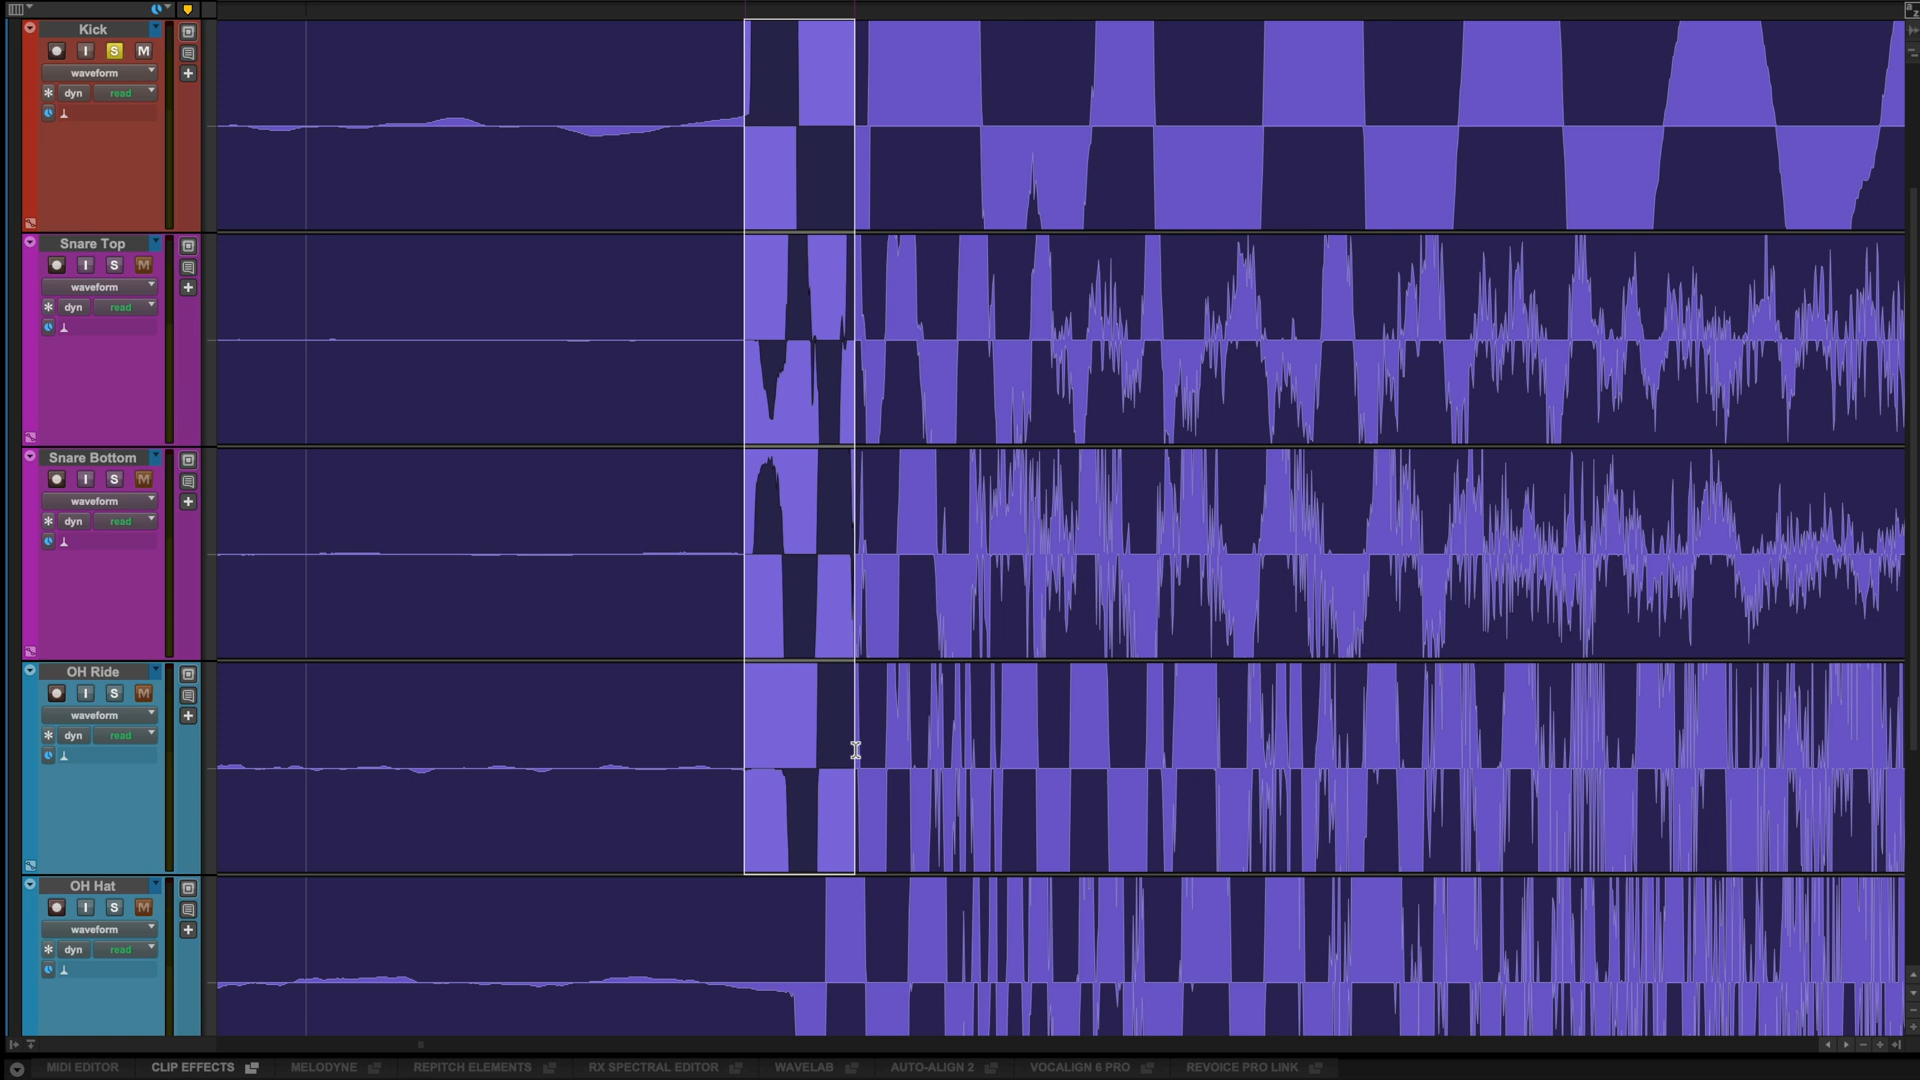 a
z
Kick
I S M
waveform
dyn read
Snare Top
I S M
waveform
dyn read
Snare Bottom
I S M
waveform
dyn read
OH Ride
I S M
waveform
dyn read
OH Hat
I S M
waveform
dyn read
MIDI EDITOR CLIP EFFECTS MELODYNE REPITCH ELEMENTS RX SPECTRAL EDITOR WAVELAB AUTO-ALIGN 2 VOCALIGN 6 PRO REVOICE PRO LINK